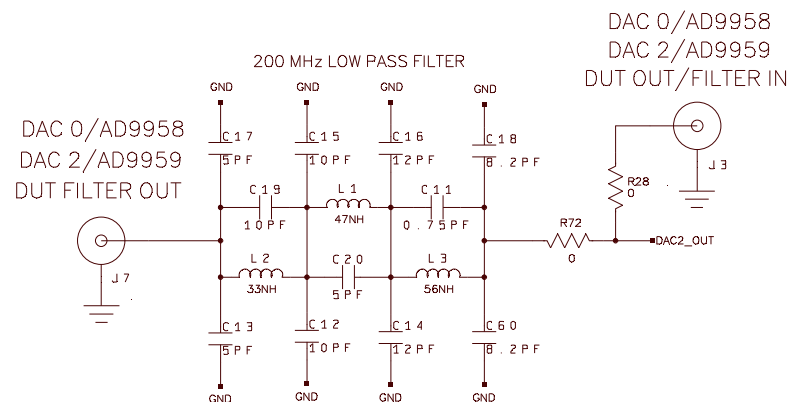 DAC 0/AD9958
DAC 2/AD9959
DUT OUT/FILTER IN
J3
R28
0
200 MHz LOW PASS FILTER
GND
GND
GND
GND
DAC 0/AD9958
DAC 2/AD9959
DUT FILTER OUT
J7
C17
5PF
C15
10PF
C16
12PF
C18
8.2PF
C19
10PF
L1
47NH
C11
0.75PF
R72
0
DAC2_OUT
L2
33NH
C20
5PF
L3
56NH
C13
5PF
C12
10PF
C14
12PF
C60
8.2PF
GND
GND
GND
GND